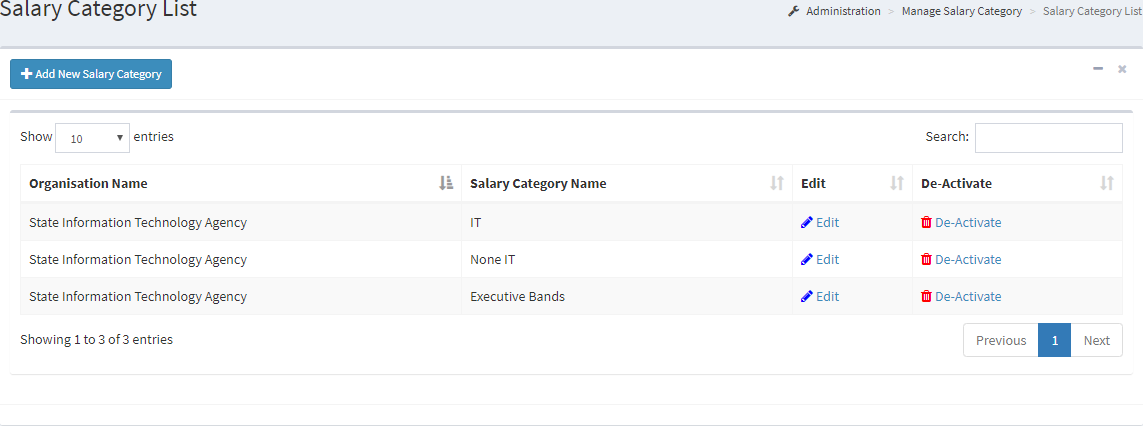 Salary Category List
Administration > Manage Salary Category > Salary Category List
Add New Salary Category
Show 10 entries Search:
Organisation Name Salary Category Name Edit De-Activate
State Information Technology Agency IT Edit De-Activate
State Information Technology Agency None IT Edit De-Activate
State Information Technology Agency Executive Bands Edit De-Activate
Showing 1 to 3 of 3 entries Previous 1 Next